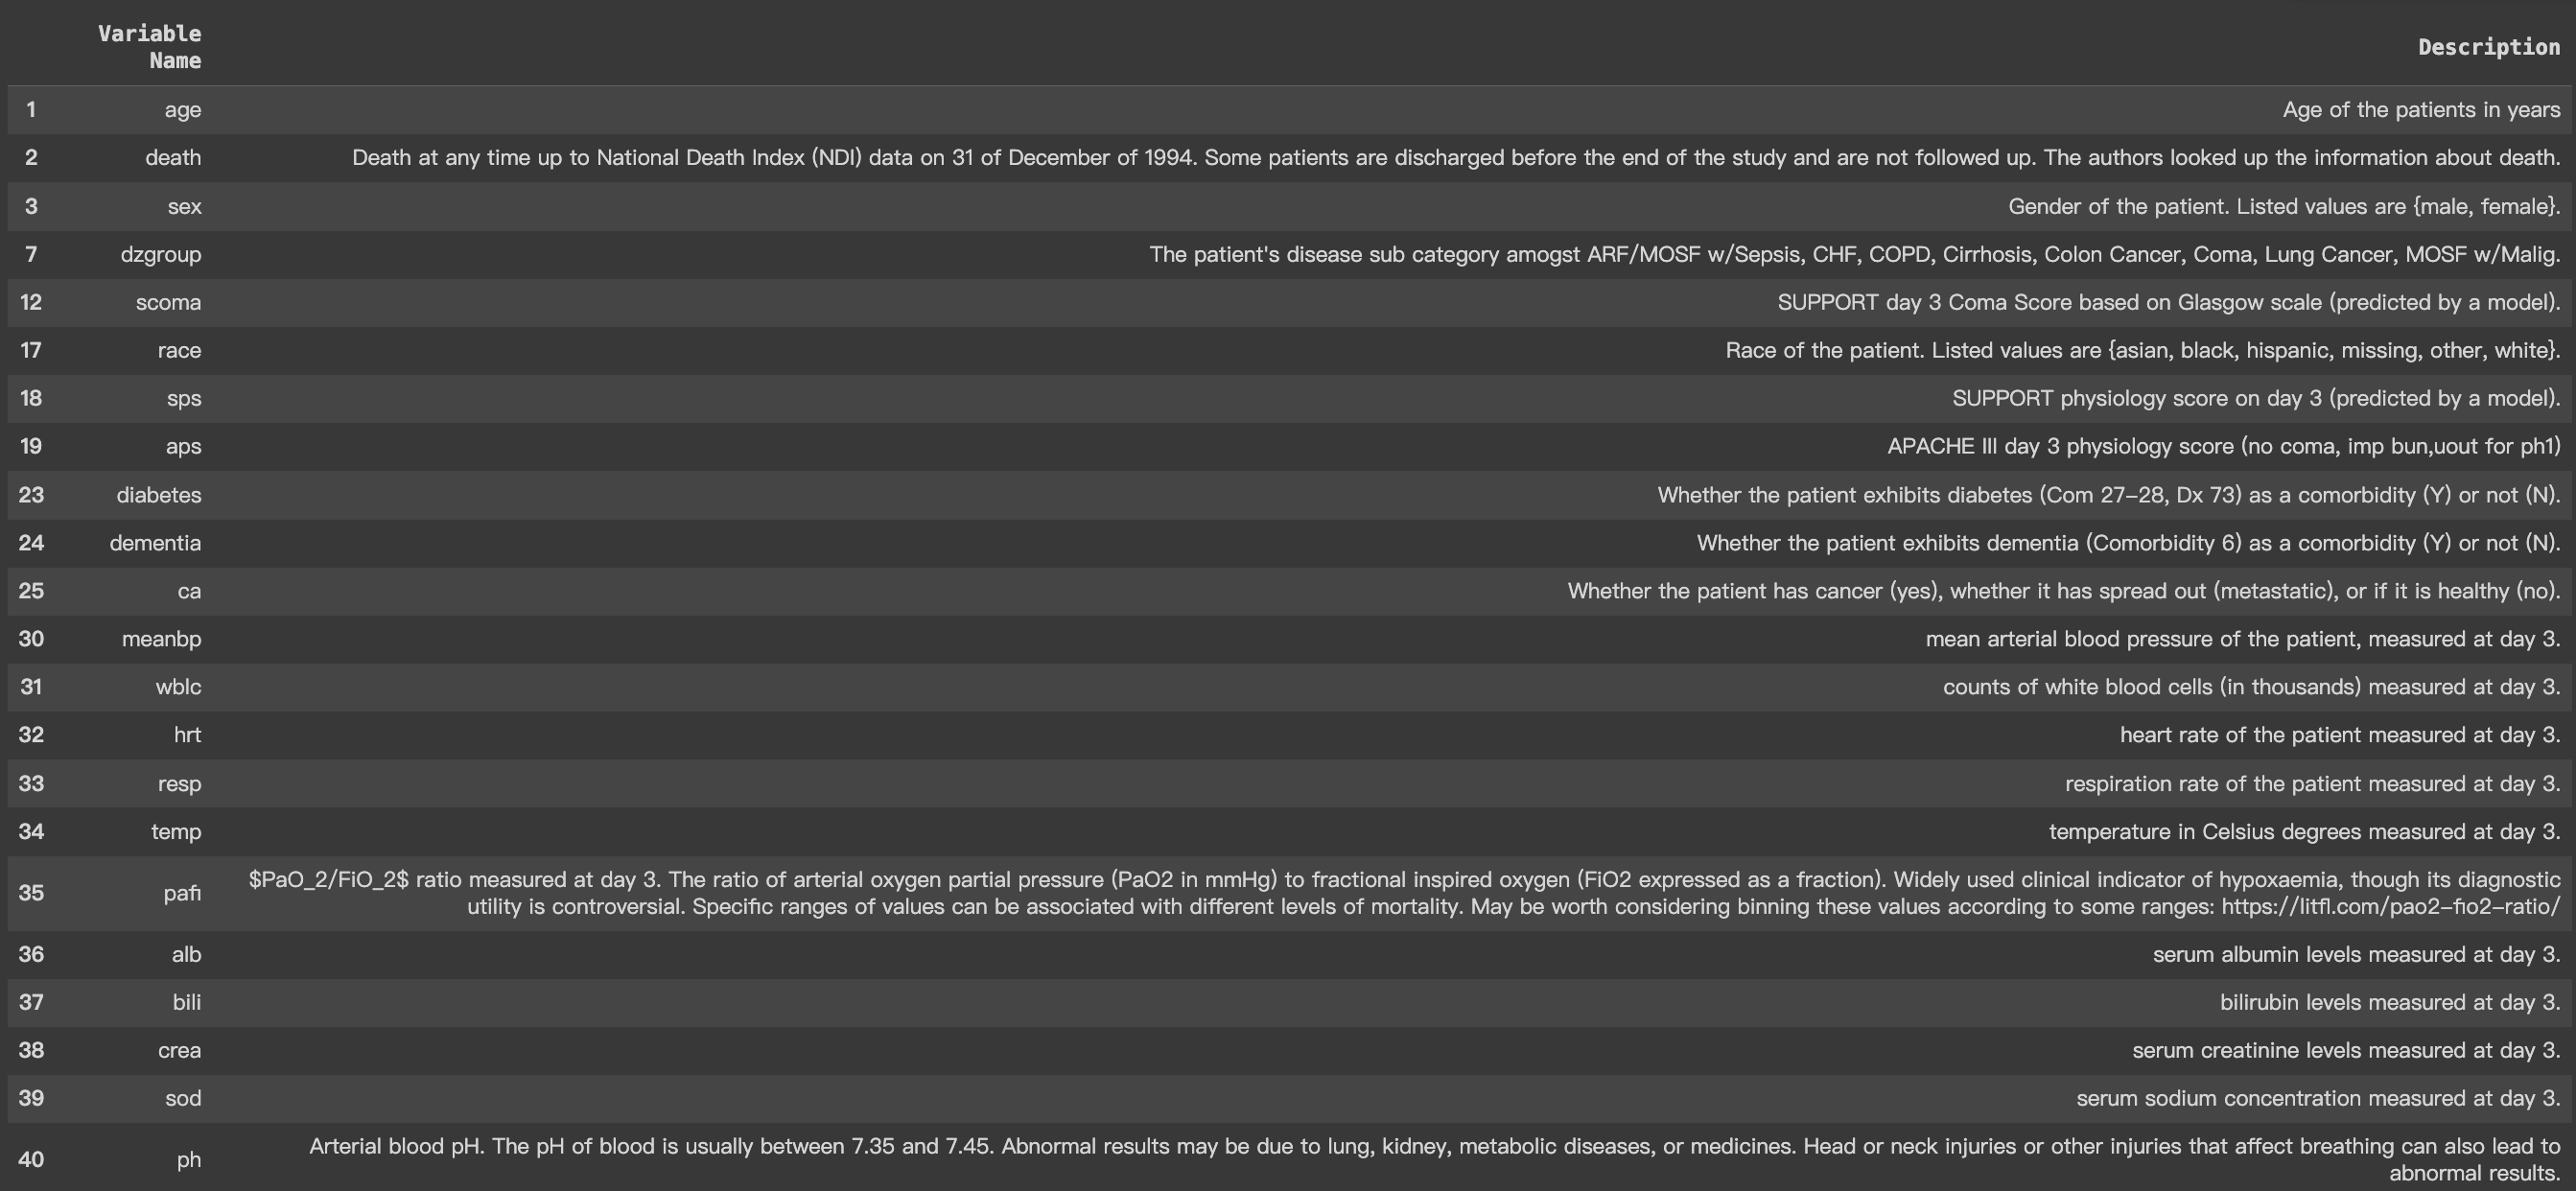 Variable Name Description
1 age Age of the patients in years
2 death Death at any time up to National Death Index (NDI) data on 31 of December of 1994. Some patients are discharged before the end of the study and are not followed up. The authors looked up the information about death.
3 sex Gender of the patient. Listed values are {male, female}.
7 dzgroup The patient's disease sub category amogst ARF/MOSF w/Sepsis, CHF, COPD, Cirrhosis, Colon Cancer, Coma, Lung Cancer, MOSF w/Malig.
12 scoma SUPPORT day 3 Coma Score based on Glasgow scale (predicted by a model).
17 race Race of the patient. Listed values are {asian, black, hispanic, missing, other, white}.
18 sps SUPPORT physiology score on day 3 (predicted by a model).
19 aps APACHE III day 3 physiology score (no coma, imp bun,uout for ph1)
23 diabetes Whether the patient exhibits diabetes (Com 27-28, Dx 73) as a comorbidity (Y) or not (N).
24 dementia Whether the patient exhibits dementia (Comorbidity 6) as a comorbidity (Y) or not (N).
25 ca Whether the patient has cancer (yes), whether it has spread out (metastatic), or if it is healthy (no).
30 meanbp mean arterial blood pressure of the patient, measured at day 3.
31 wblc counts of white blood cells (in thousands) measured at day 3.
32 hrt heart rate of the patient measured at day 3.
33 resp respiration rate of the patient measured at day 3.
34 temp temperature in Celsius degrees measured at day 3.
35 pafi $PaO_2/FiO_2$ ratio measured at day 3. The ratio of arterial oxygen partial pressure (PaO2 in mmHg) to fractional inspired oxygen (FiO2 expressed as a fraction). Widely used clinical indicator of hypoxaemia, though its diagnostic
utility is controversial. Specific ranges of values can be associated with different levels of mortality. May be worth considering binning these values according to some ranges: https://litfl.com/pao2-fio2-ratio/
36 alb serum albumin levels measured at day 3.
37 bili bilirubin levels measured at day 3.
38 crea serum creatinine levels measured at day 3.
39 sod serum sodium concentration measured at day 3.
40 ph Arterial blood pH. The pH of blood is usually between 7.35 and 7.45. Abnormal results may be due to lung, kidney, metabolic diseases, or medicines. Head or neck injuries or other injuries that affect breathing can also lead to
abnormal results.